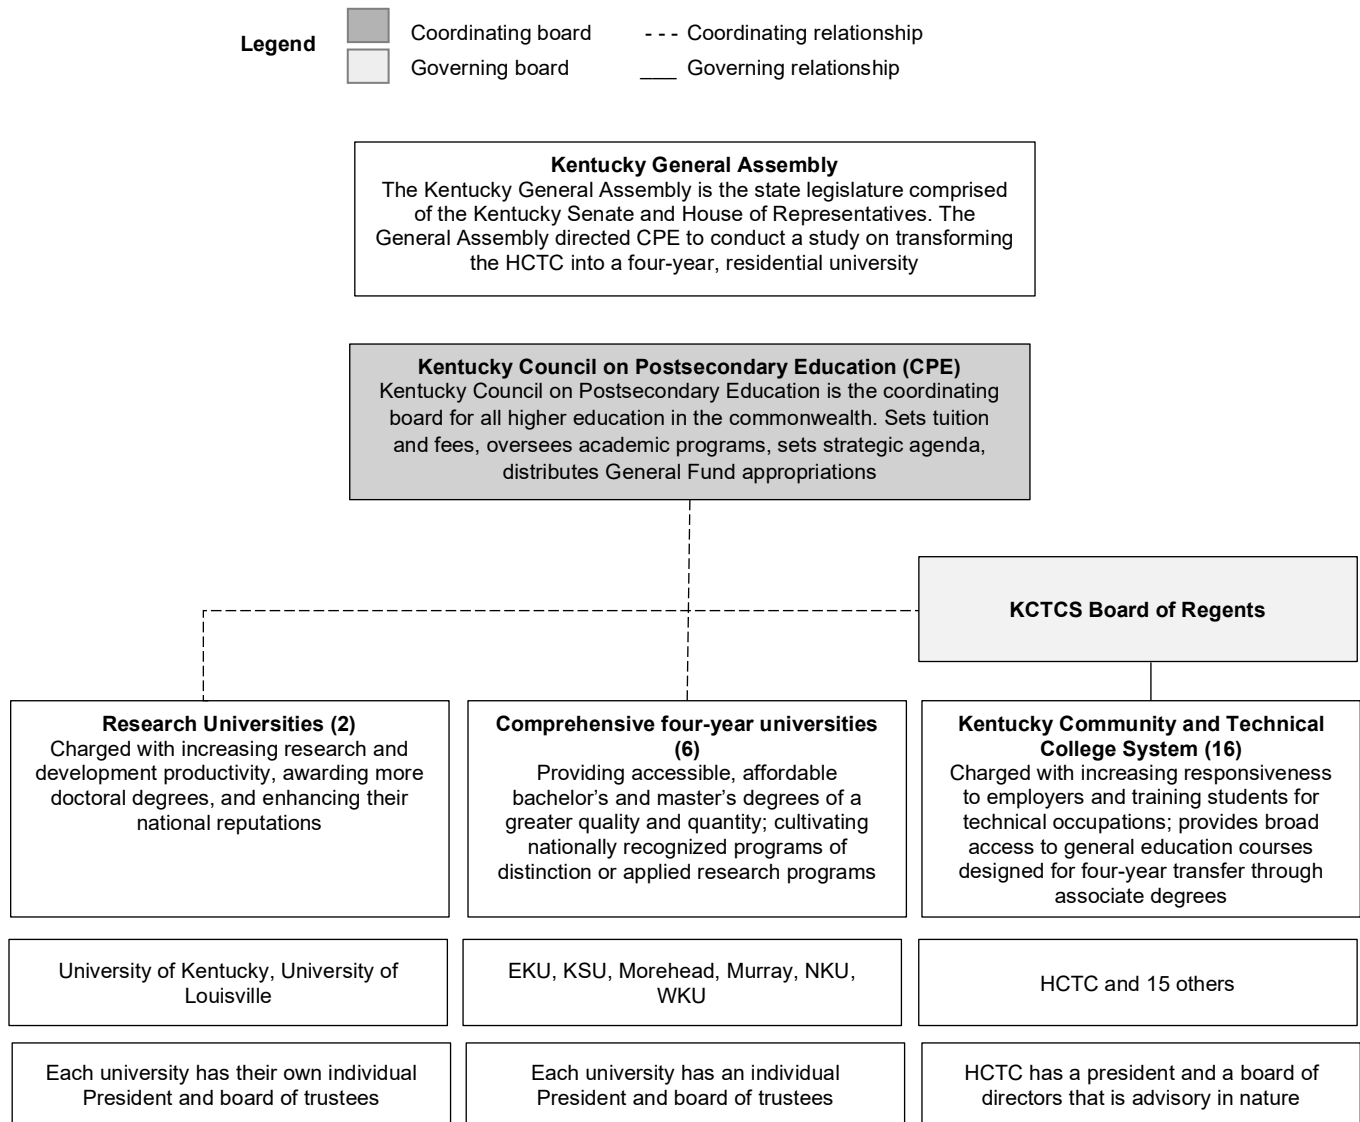 Legend
Coordinating board
- - - Coordinating relationship
Governing board
___ Governing relationship
Kentucky General Assembly
The Kentucky General Assembly is the state legislature comprised
of the Kentucky Senate and House of Representatives. The
General Assembly directed CPE to conduct a study on transforming
the HCTC into a four-year, residential university
Kentucky Council on Postsecondary Education (CPE)
Kentucky Council on Postsecondary Education is the coordinating
board for all higher education in the commonwealth. Sets tuition
and fees, oversees academic programs, sets strategic agenda,
distributes General Fund appropriations
KCTCS Board of Regents
Research Universities (2)
Charged with increasing research and
development productivity, awarding more
doctoral degrees, and enhancing their
national reputations
Comprehensive four-year universities
(6)
Providing accessible, affordable
bachelor's and master's degrees of a
greater quality and quantity; cultivating
nationally recognized programs of
distinction or applied research programs
Kentucky Community and Technical
College System (16)
Charged with increasing responsiveness
to employers and training students for
technical occupations; provides broad
access to general education courses
designed for four-year transfer through
associate degrees
University of Kentucky, University of
Louisville
EKU, KSU, Morehead, Murray, NKU,
WKU
HCTC and 15 others
Each university has their own individual
President and board of trustees
Each university has an individual
President and board of trustees
HCTC has a president and a board of
directors that is advisory in nature